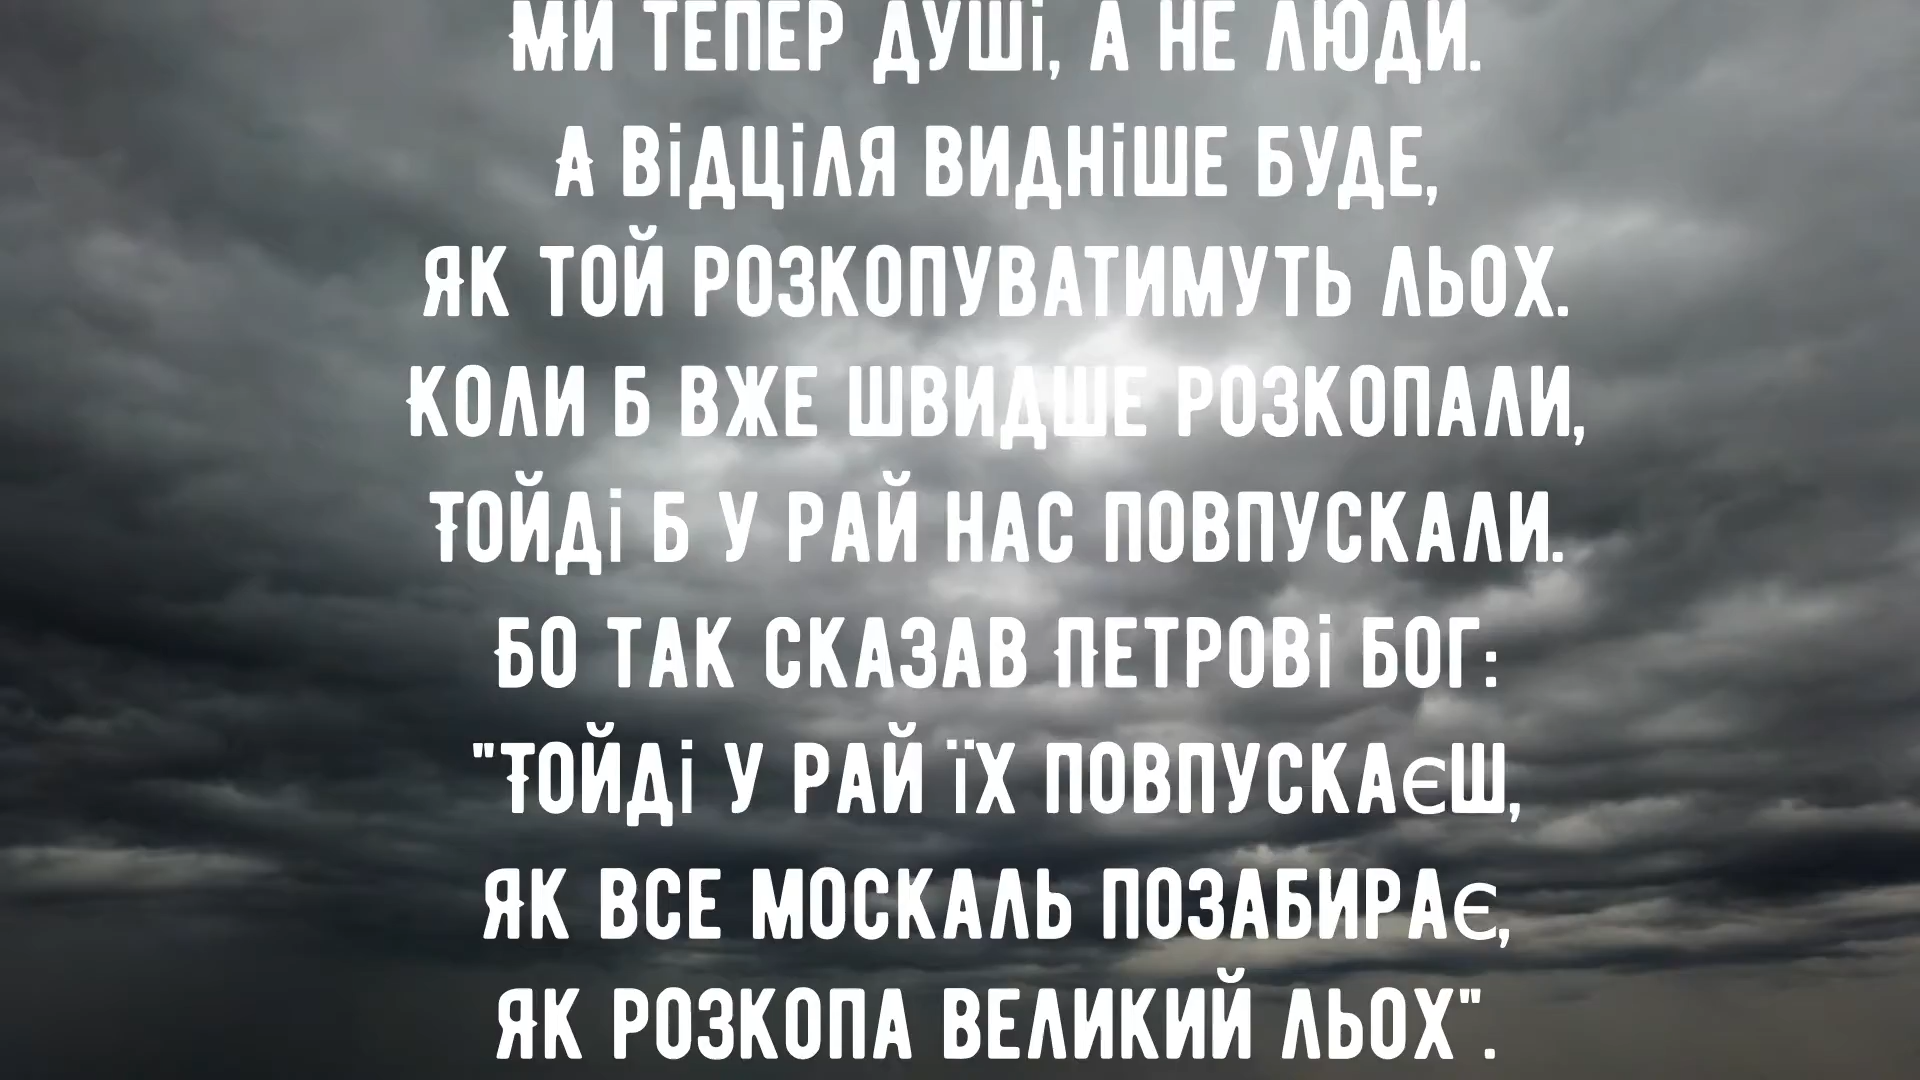 Ми тепер душі, а не люди.
А відціля видніше буде,
Як той розкопуватимуть льох.
Коли б вже швидше розкопали,
Тойді б у рай нас повпускали.
Бо так сказав Петрові Бог:
"Тойді у рай їх повпускаєш,
Як все москаль позабирає,
Як розкопа великий льох".